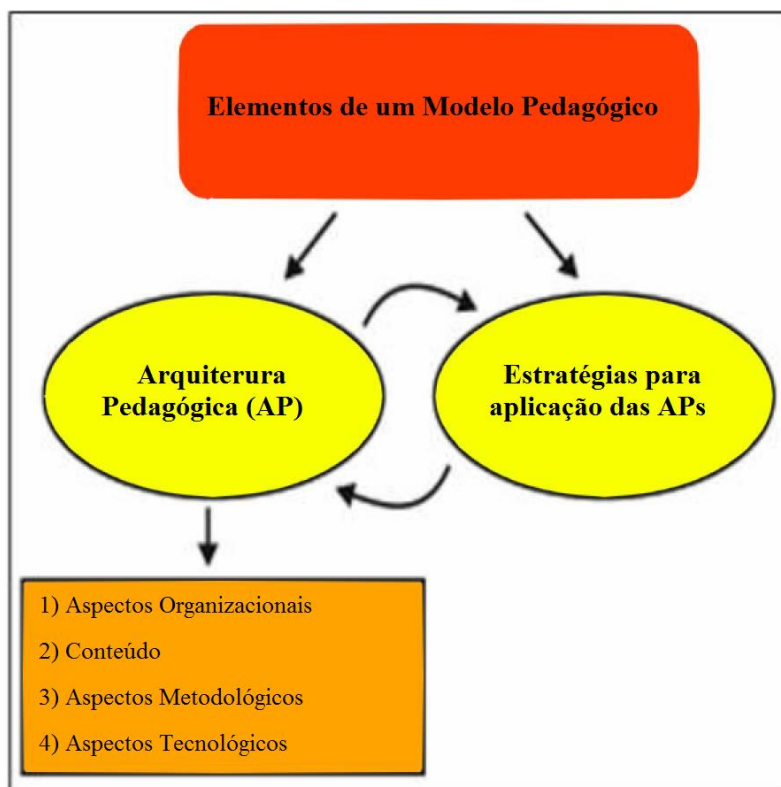 Elementos de um Modelo Pedagógico
Arquiterura
Pedagógica (AP)
Estratégias para
aplicação das APs
1) Aspectos Organizacionais
2) Conteúdo
3) Aspectos Metodológicos
4) Aspectos Tecnológicos